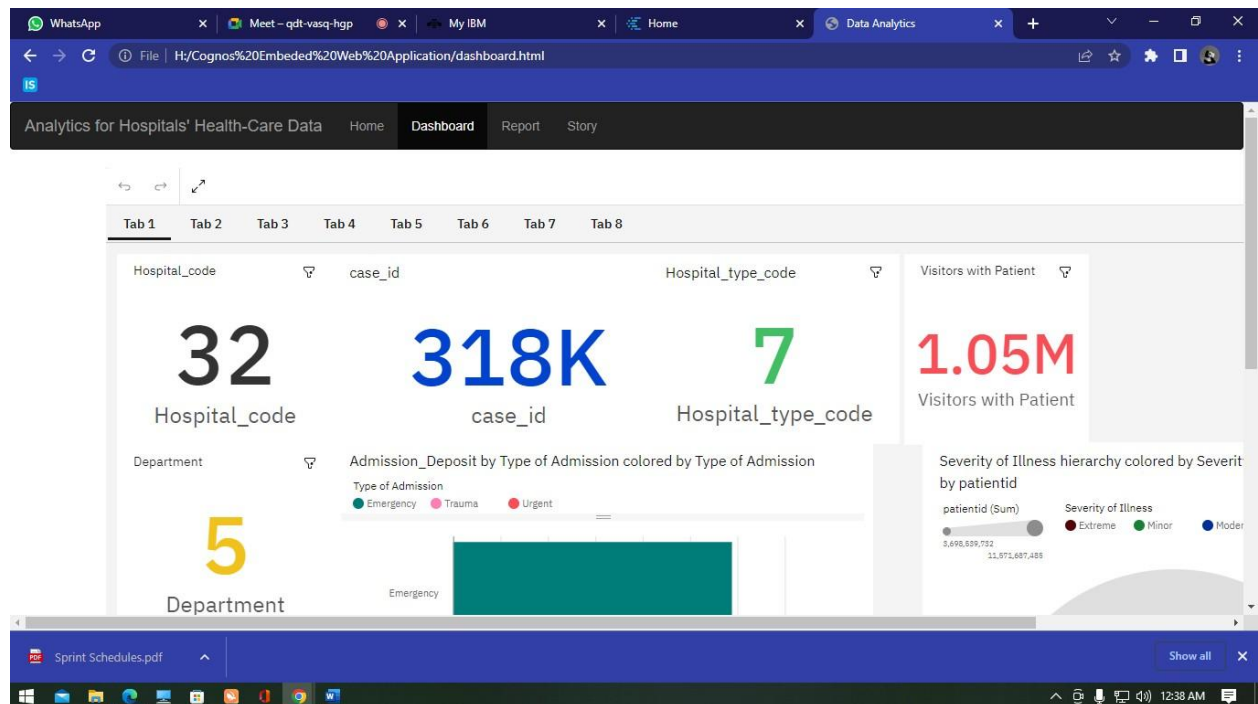 WhatsApp
Meet – qdt-vasq-hgp
My IBM
Home
Data Analytics
File | H:/Cognos%20Embeded%20Web%20Application/dashboard.html
IS
Analytics for Hospitals' Health-Care Data Home Dashboard Report Story
Tab 1 Tab 2 Tab 3 Tab 4 Tab 5 Tab 6 Tab 7 Tab 8
Hospital_code
32
Hospital_code
case_id
318K
case_id
Hospital_type_code
7
Hospital_type_code
Visitors with Patient
1.05M
Visitors with Patient
Department
5
Department
Admission_Deposit by Type of Admission colored by Type of Admission
Type of Admission
Emergency Trauma Urgent
Emergency
Severity of Illness hierarchy colored by Severit
by patientid
patientid (Sum)
3,698,539,732
11,571,687,485
Severity of Illness
Extreme Minor Moder
PDF
Sprint Schedules.pdf
Show all
12:38 AM